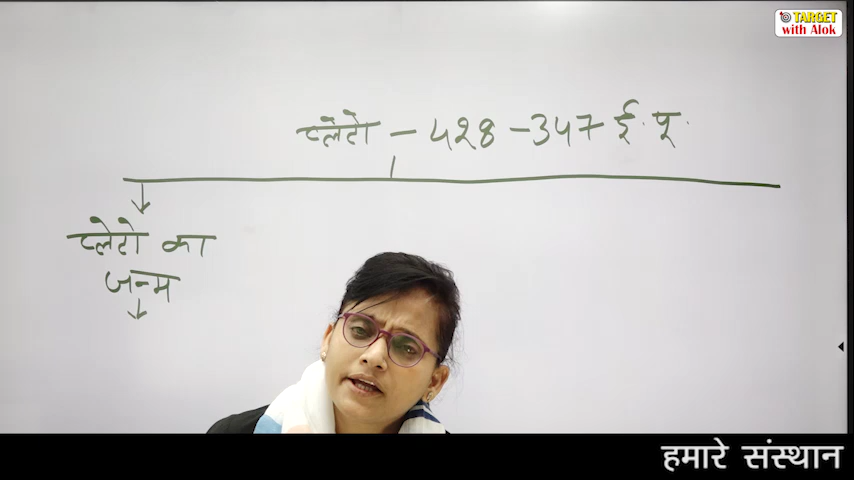 TARGET
with Alok
प्लेटो - 428 - 347 ई. पू.
प्लेटो का
जन्म
हमारे संस्थान